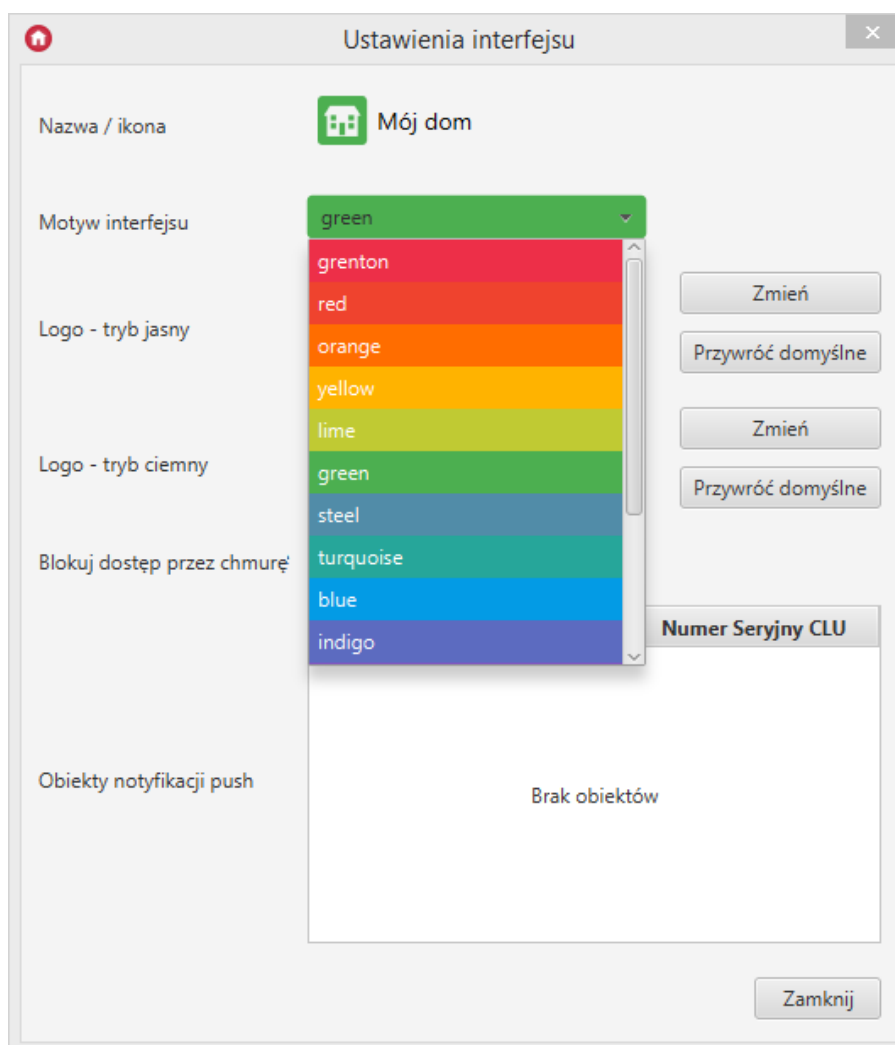 Ustawienia interfejsu
Nazwa / ikona
Mój dom
Motyw interfejsu
green
grenton
red
orange
yellow
lime
green
steel
turquoise
blue
indigo
Logo - tryb jasny
Zmień
Przywróć domyślne
Logo - tryb ciemny
Zmień
Przywróć domyślne
Blokuj dostęp przez chmurę
Numer Seryjny CLU
Obiekty notyfikacji push
Brak obiektów
Zamknij